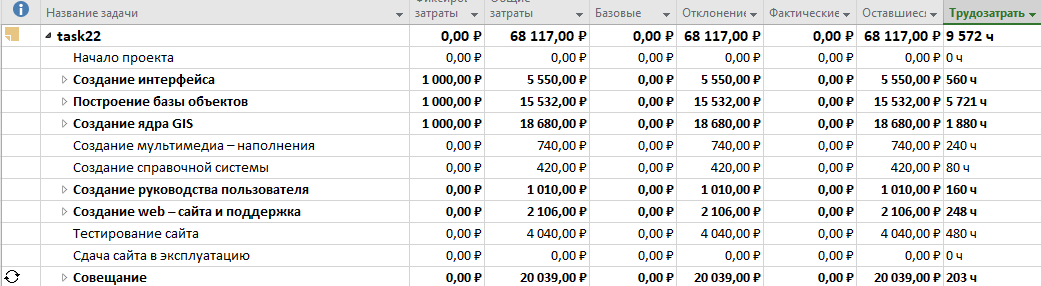 Название задачи Фиксиров затраты Общие затраты Базовые Отклонение Фактические Оставшиеся Трудозатрать
task22 0,00 ₽ 68 117,00 ₽ 0,00 ₽ 68 117,00 ₽ 0,00 ₽ 68 117,00 ₽ 9 572 ч
Начало проекта 0,00 ₽ 0,00 ₽ 0,00 ₽ 0,00 ₽ 0,00 ₽ 0,00 ₽ 0 ч
Создание интерфейса 1 000,00 ₽ 5 550,00 ₽ 0,00 ₽ 5 550,00 ₽ 0,00 ₽ 5 550,00 ₽ 560 ч
Построение базы объектов 1 000,00 ₽ 15 532,00 ₽ 0,00 ₽ 15 532,00 ₽ 0,00 ₽ 15 532,00 ₽ 5 721 ч
Создание ядра GIS 1 000,00 ₽ 18 680,00 ₽ 0,00 ₽ 18 680,00 ₽ 0,00 ₽ 18 680,00 ₽ 1 880 ч
Создание мультимедиа – наполнения 0,00 ₽ 740,00 ₽ 0,00 ₽ 740,00 ₽ 0,00 ₽ 740,00 ₽ 240 ч
Создание справочной системы 0,00 ₽ 420,00 ₽ 0,00 ₽ 420,00 ₽ 0,00 ₽ 420,00 ₽ 80 ч
Создание руководства пользователя 0,00 ₽ 1 010,00 ₽ 0,00 ₽ 1 010,00 ₽ 0,00 ₽ 1 010,00 ₽ 160 ч
Создание web – сайта и поддержка 0,00 ₽ 2 106,00 ₽ 0,00 ₽ 2 106,00 ₽ 0,00 ₽ 2 106,00 ₽ 248 ч
Тестирование сайта 0,00 ₽ 4 040,00 ₽ 0,00 ₽ 4 040,00 ₽ 0,00 ₽ 4 040,00 ₽ 480 ч
Сдача сайта в эксплуатацию 0,00 ₽ 0,00 ₽ 0,00 ₽ 0,00 ₽ 0,00 ₽ 0,00 ₽ 0 ч
Совещание 0,00 ₽ 20 039,00 ₽ 0,00 ₽ 20 039,00 ₽ 0,00 ₽ 20 039,00 ₽ 203 ч